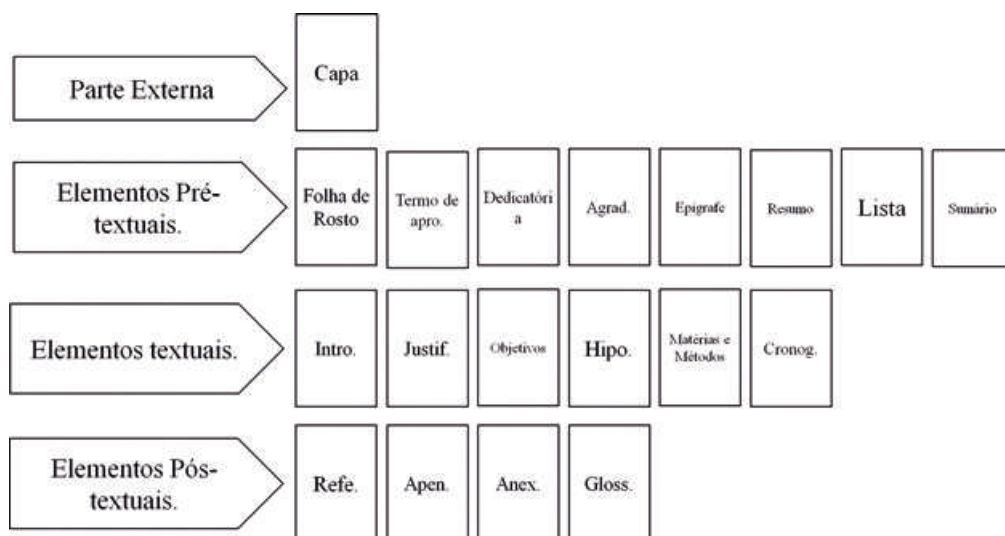 Parte Externa
Capa
Elementos Pré-
textuais.
Folha de
Rosto
Termo de
apro.
Dedicatóri
a
Agrad.
Epigrafe
Resumo
Lista
Sumário
Elementos textuais.
Intro.
Justif.
Objetivos
Hipo.
Matérias e
Métodos
Cronog.
Elementos Pós-
textuais.
Refe.
Apen.
Anex.
Gloss.